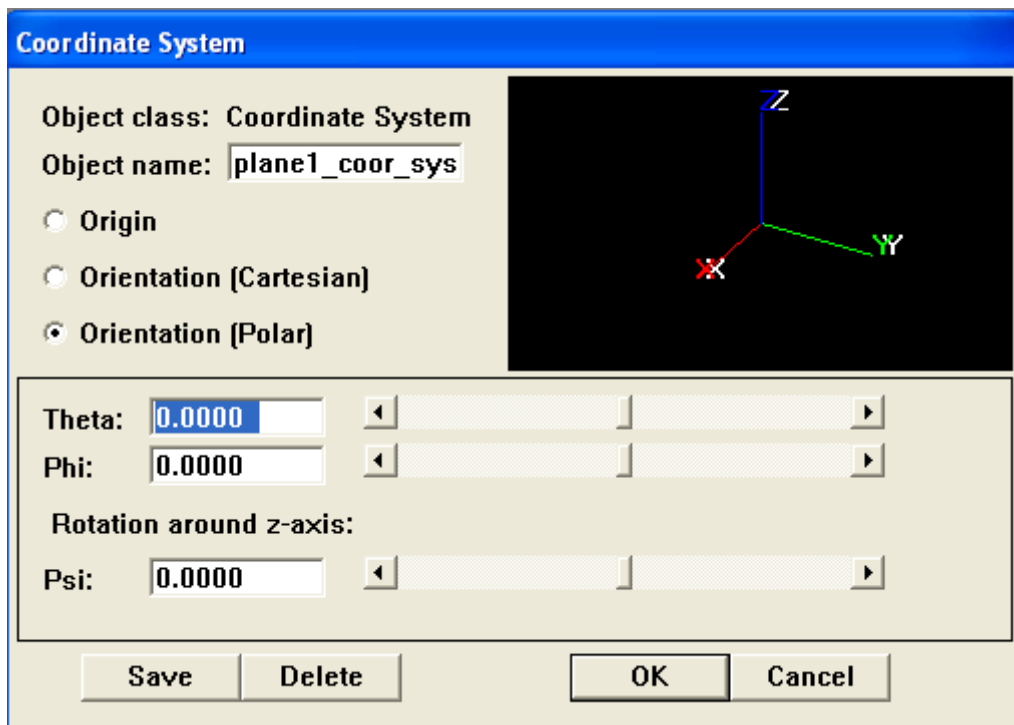 Coordinate System
Object class: Coordinate System
Object name: plane1_coor_sys
Origin
Orientation (Cartesian)
Orientation (Polar)
Z Z
Y Y
X X
Theta: 0.0000
Phi: 0.0000
Rotation around z-axis:
Psi: 0.0000
Save Delete OK Cancel